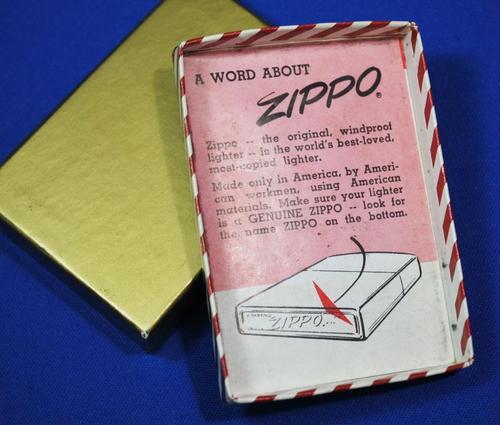 A WORD ABOUT
ZIPPO®
Zippo -- the original, windproof
lighter -- is the world's best-loved,
most-copied lighter.
Made only in America, by Ameri-
can workmen, using American
materials. Make sure your lighter
is a GENUINE ZIPPO -- look for
the name ZIPPO on the bottom.
ZIPPO